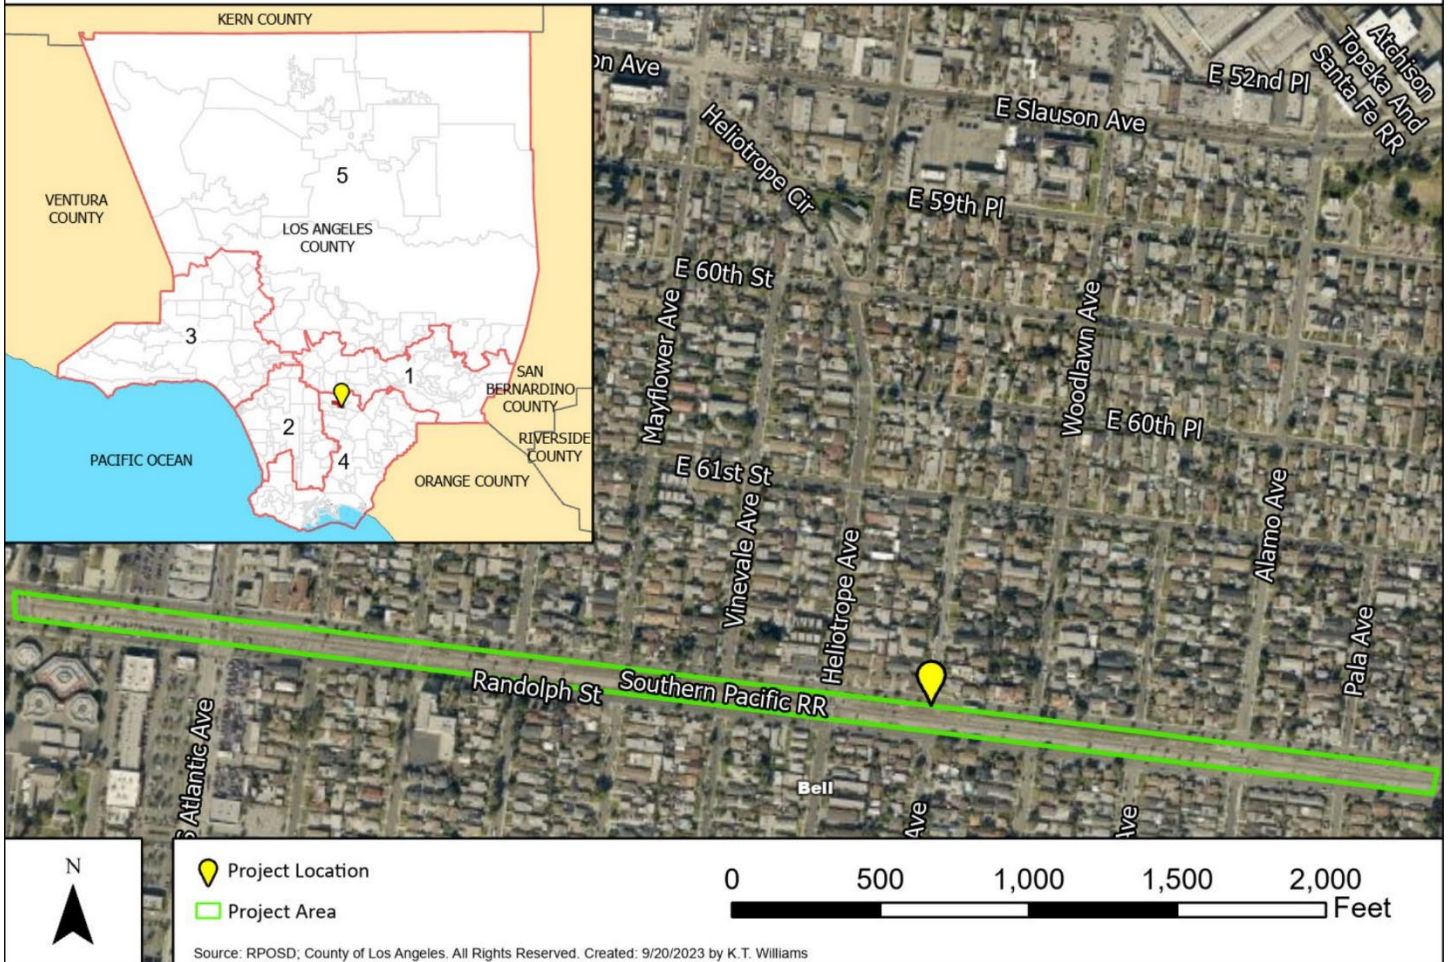 KERN COUNTY
VENTURA
COUNTY
5
LOS ANGELES
COUNTY
3
1
SAN
BERNARDINO
COUNTY
2
RIVERSIDE
COUNTY
4
PACIFIC OCEAN
ORANGE COUNTY
on Ave
E 52nd Pl
Atchison
Topeka And
Santa Fe RR
E Slauson Ave
Heliotrope Cir
E 59th Pl
E 60th St
Mayflower Ave
Woodlawn Ave
E 60th Pl
E 61st St
Vinevale Ave
Alamo Ave
Heliotrope Ave
Pala Ave
Randolph St
Southern Pacific RR
S Atlantic Ave
Bell
Ave
Ave
N
Project Location
Project Area
0 500 1,000 1,500 2,000
Feet
Source: RPOSD; County of Los Angeles. All Rights Reserved. Created: 9/20/2023 by K.T. Williams